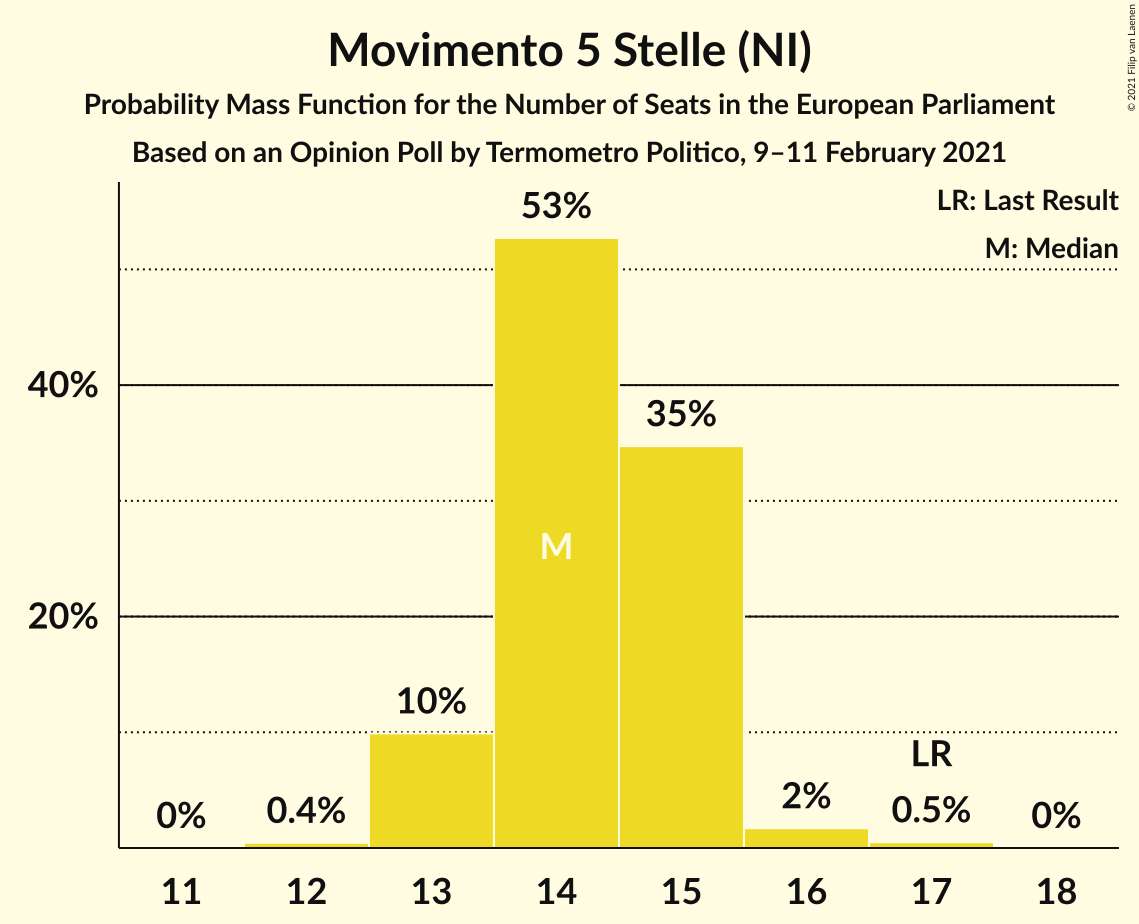 Movimento 5 Stelle (NI)
Probability Mass Function for the Number of Seats in the European Parliament
Based on an Opinion Poll by Termometro Politico, 9–11 February 2021
© 2021 Filip van Laenen
LR: Last Result
M: Median
53%
40%
35%
M
20%
10%
LR
0%
0.4%
2%
0.5%
0%
11
12
13
14
15
16
17
18